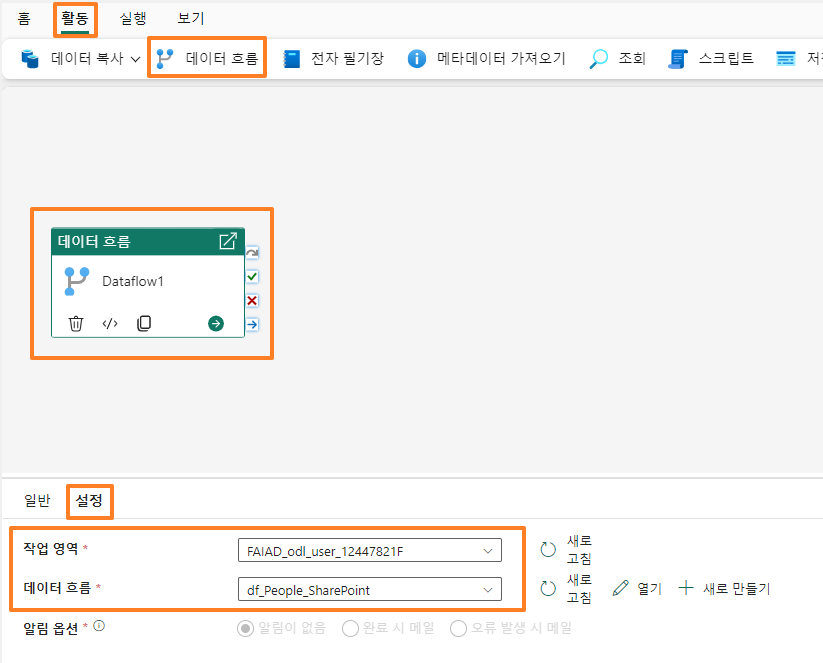 홈 활동 실행 보기
데이터 복사 데이터 흐름 전자 필기장 메타데이터 가져오기 조회 스크립트
데이터 흐름
Dataflow1
일반 설정
작업 영역 * FAIAD_odl_user_12447821F 새로
고침
데이터 흐름 * df_People_SharePoint 새로
고침 열기 새로 만들기
알림 옵션 * 알림이 없음 완료 시 메일 오류 발생 시 메일